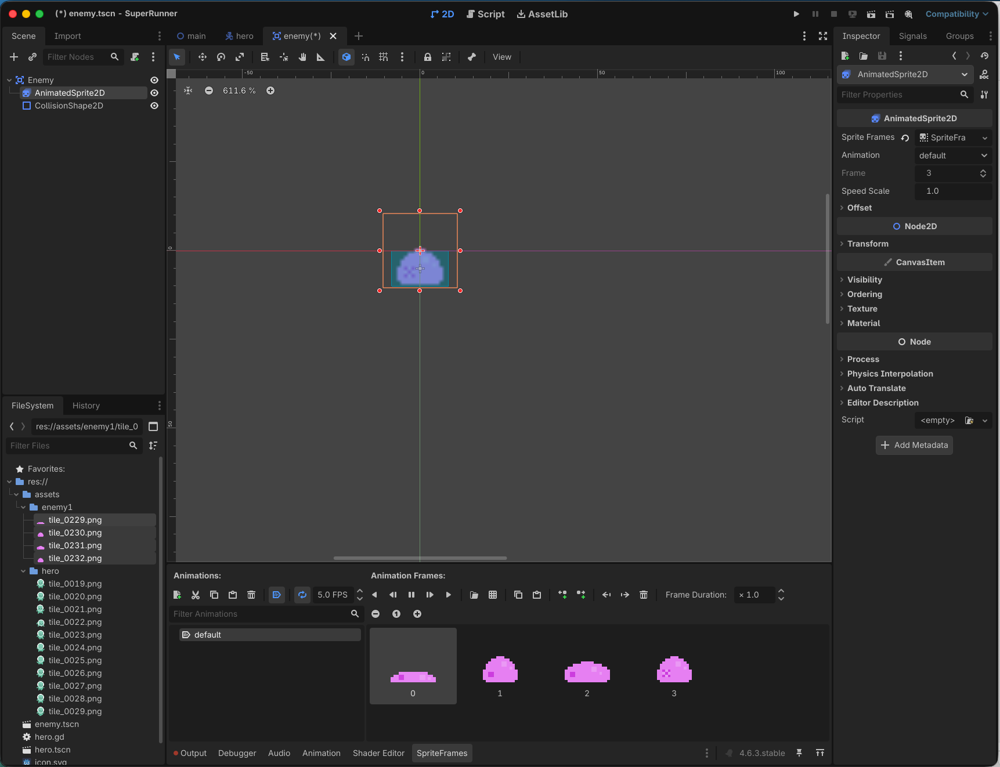 (*) enemy.tscn - SuperRunner
2D
Script
AssetLib
Compatibility
Scene
Import
main
hero
enemy(*)
Inspector
Signals
Groups
Filter Nodes
View
Enemy
AnimatedSprite2D
CollisionShape2D
-50
0
50
100
611.6 %
0
50
AnimatedSprite2D
Filter Properties
AnimatedSprite2D
Sprite Frames
SpriteFra
Animation
default
Frame
3
Speed Scale
1.0
Offset
Node2D
Transform
CanvasItem
Visibility
Ordering
Texture
Material
Node
Process
Physics Interpolation
Auto Translate
Editor Description
Script
<empty>
Add Metadata
FileSystem
History
res://assets/enemy1/tile_0
Filter Files
Favorites:
res://
assets
enemy1
tile_0229.png
tile_0230.png
tile_0231.png
tile_0232.png
hero
tile_0019.png
tile_0020.png
tile_0021.png
tile_0022.png
tile_0023.png
tile_0024.png
tile_0025.png
tile_0026.png
tile_0027.png
tile_0028.png
tile_0029.png
enemy.tscn
hero.gd
hero.tscn
icon.svg
Animations:
5.0 FPS
Filter Animations
default
Animation Frames:
Frame Duration:
× 1.0
1
0
1
2
3
Output
Debugger
Audio
Animation
Shader Editor
SpriteFrames
4.6.3.stable